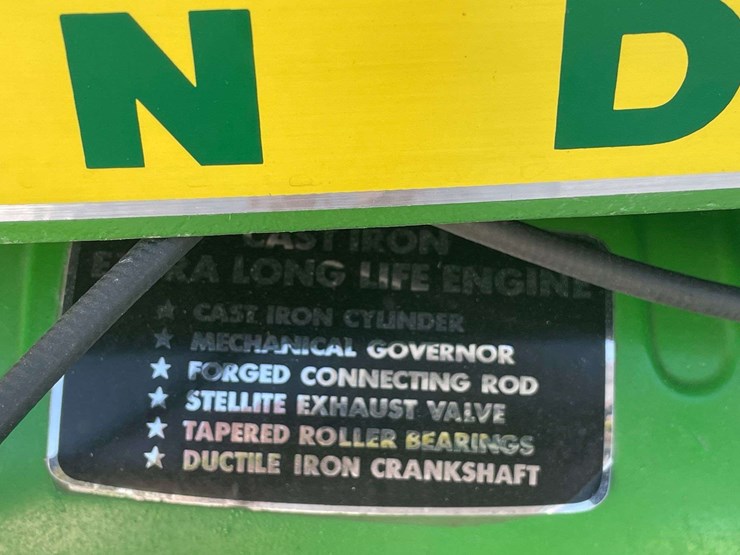 N D
CAST IRON
EXTRA LONG LIFE ENGINE
★ CAST IRON CYLINDER
★ MECHANICAL GOVERNOR
★ FORGED CONNECTING ROD
★ STELLITE EXHAUST VALVE
★ TAPERED ROLLER BEARINGS
★ DUCTILE IRON CRANKSHAFT